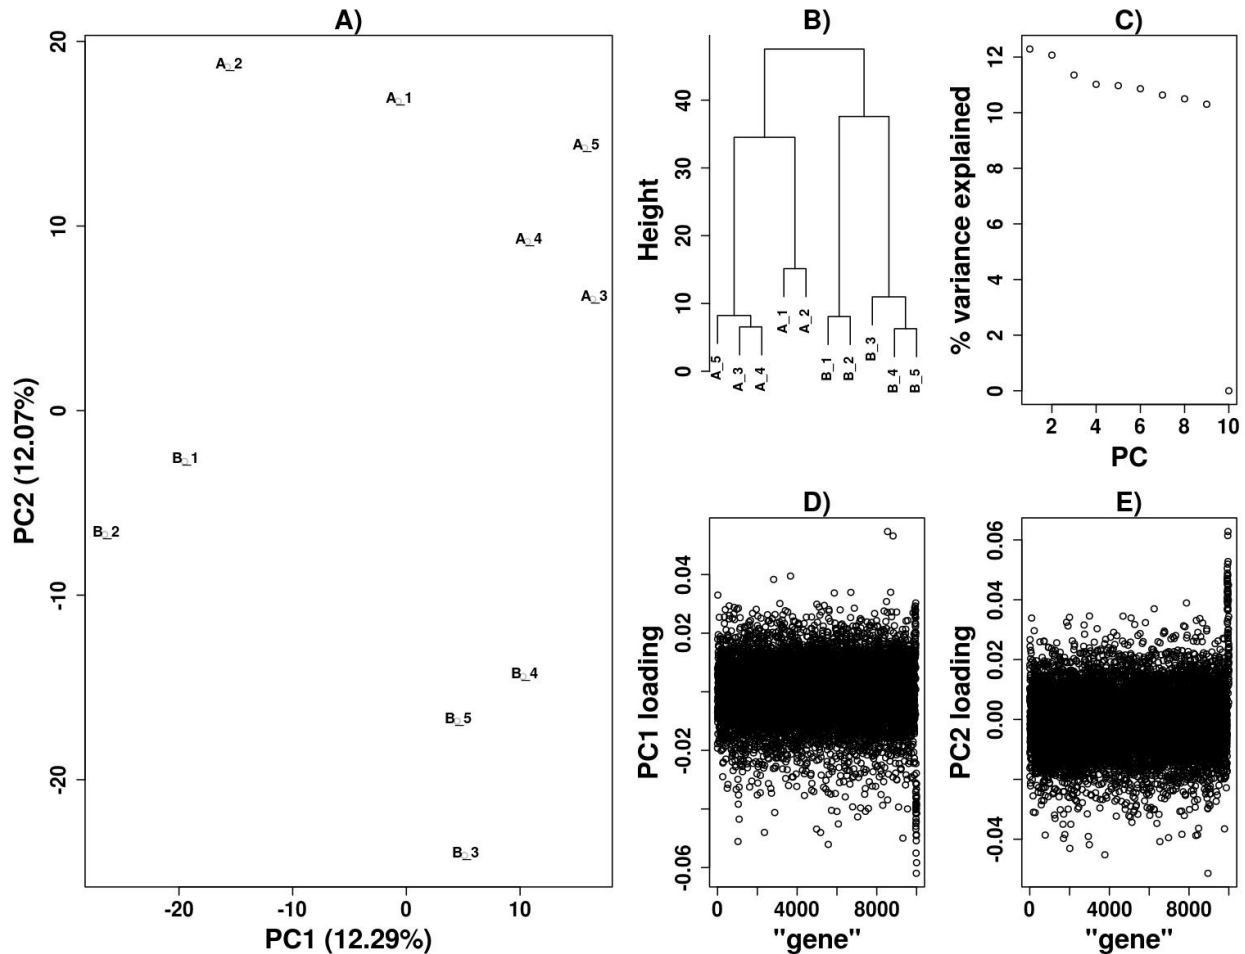 A)
20
10
0
-10
-20
PC2 (12.07%)
A_2
A_1
A_5
A_4
A_3
B_1
B_2
B_4
B_5
B_3
-20
-10
0
10
PC1 (12.29%)
B)
Height
40
30
20
10
0
A_5
A_3
A_4
A_1
A_2
B_1
B_2
B_3
B_4
B_5
C)
% variance explained
12
10
8
6
4
2
0
2
4
6
8
10
PC
D)
PC1 loading
0.04
0.02
-0.02
-0.06
0
4000
8000
"gene"
E)
PC2 loading
0.06
0.04
0.02
0.00
-0.04
0
4000
8000
"gene"